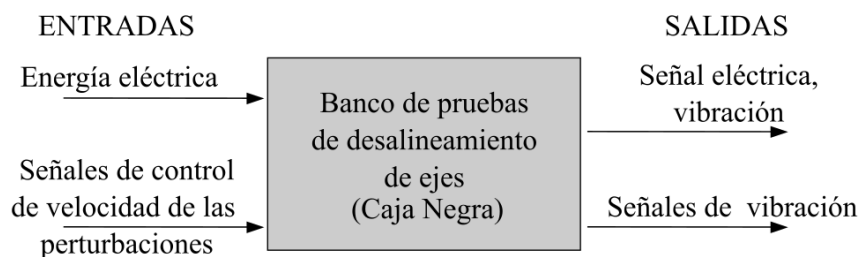 ENTRADAS
Energía eléctrica
Señales de control
de velocidad de las
perturbaciones
Banco de pruebas
de desalineamiento
de ejes
(Caja Negra)
SALIDAS
Señal eléctrica,
vibración
Señales de vibración